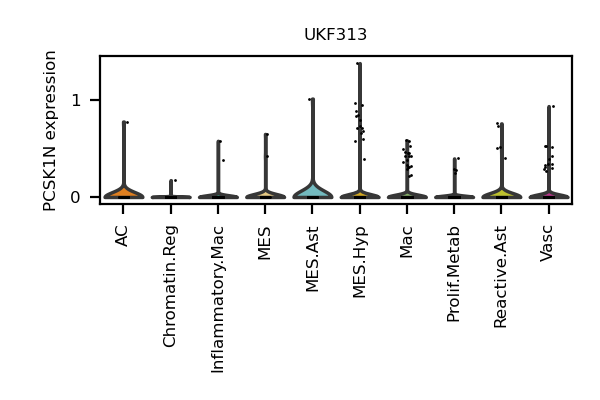 UKF313
PCSK1N expression
1
0
AC
Chromatin.Reg
Inflammatory.Mac
MES
MES.Ast
MES.Hyp
Mac
Prolif.Metab
Reactive.Ast
Vasc